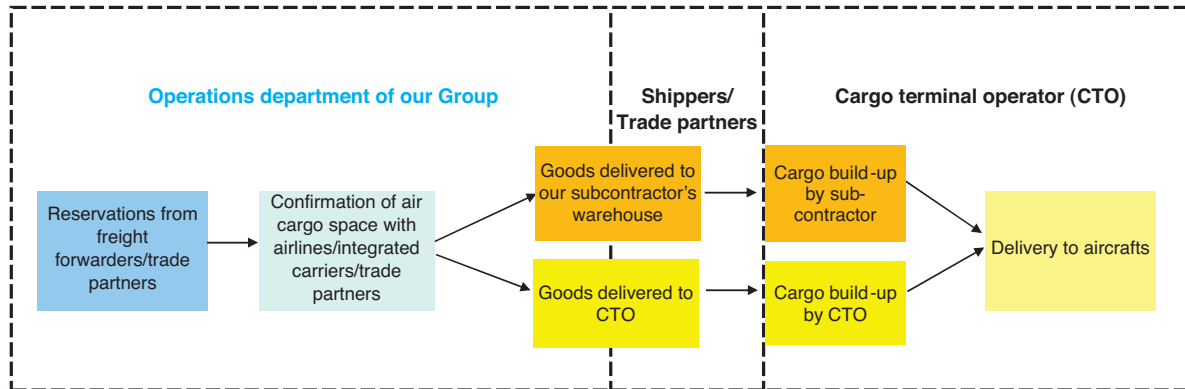 Operations department of our Group
Shippers/
Trade partners
Cargo terminal operator (CTO)
Reservations from
freight
forwarders/trade
partners
Confirmation of air
cargo space with
airlines/integrated
carriers/trade
partners
Goods delivered to
our subcontractor's
warehouse
Goods delivered to
CTO
Cargo build-up
by sub-
contractor
Cargo build-up
by CTO
Delivery to aircrafts